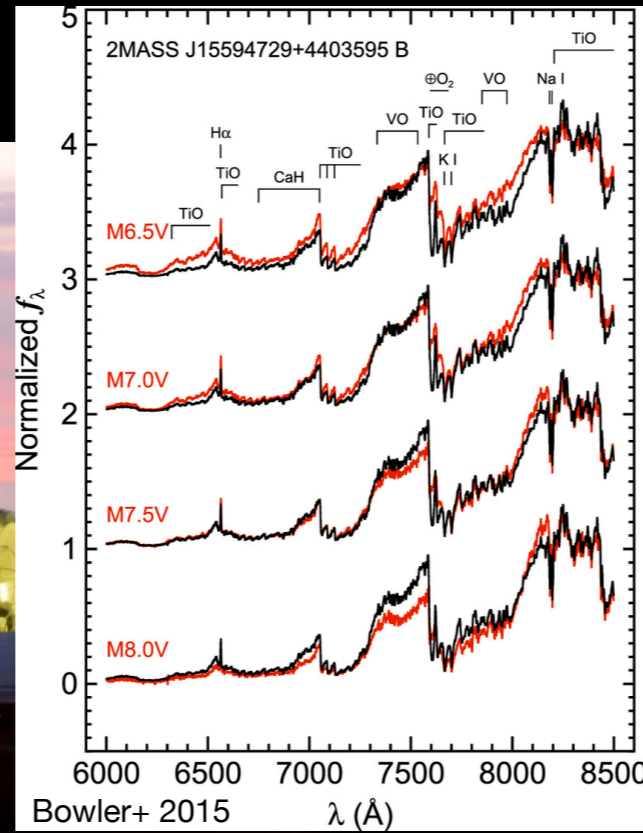 2MASS J15594729+4403595 B
TiO
⊕O₂
VO
Na I
Hα
VO
TiO
TiO
TiO
CaH
TiO
K I
TiO
M6.5V
M7.0V
M7.5V
M8.0V
Normalized fλ
5
4
3
2
1
0
6000 6500 7000 7500 8000 8500
λ (Å)
Bowler+ 2015